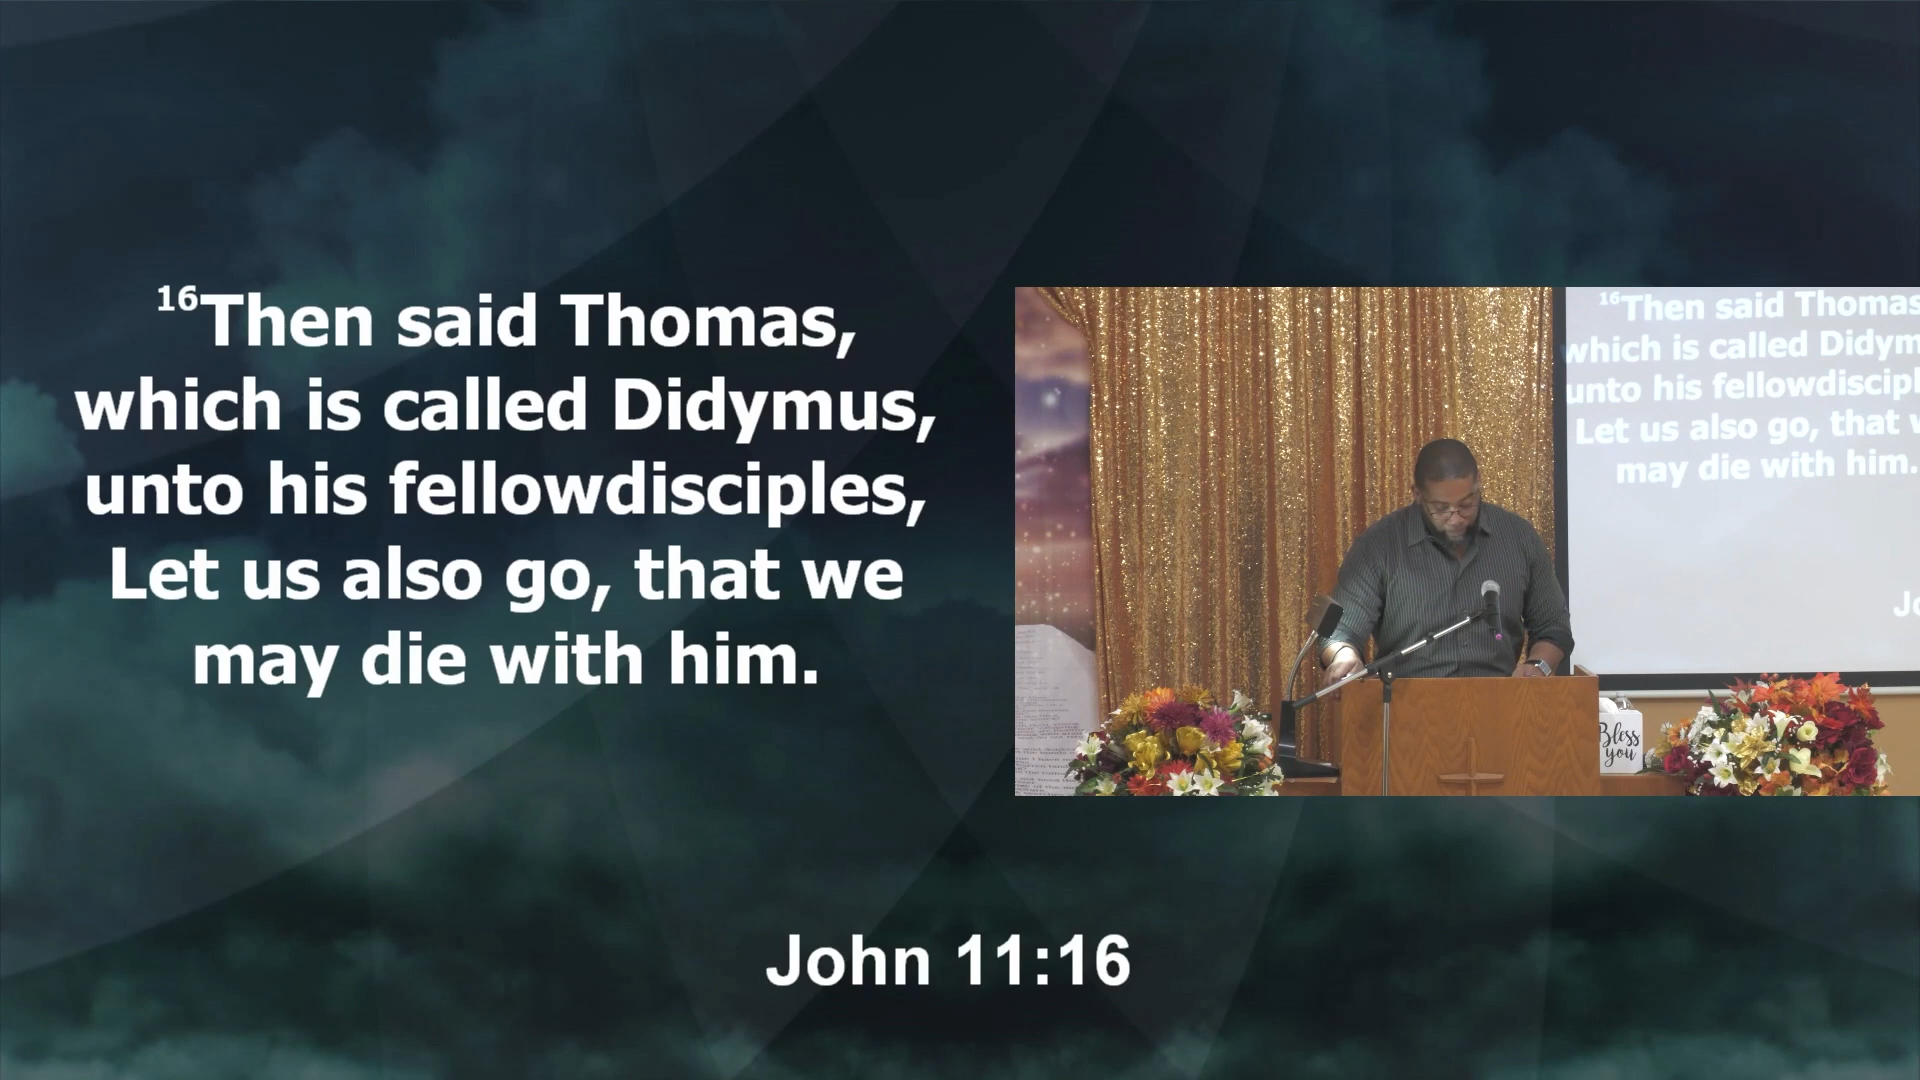 16Then said Thomas,
which is called Didymus,
unto his fellowdisciples,
Let us also go, that we
may die with him.
John 11:16
16Then said Thomas
which is called Didym
unto his fellowdiscipl
Let us also go, that w
may die with him.
Jo
Bless
you